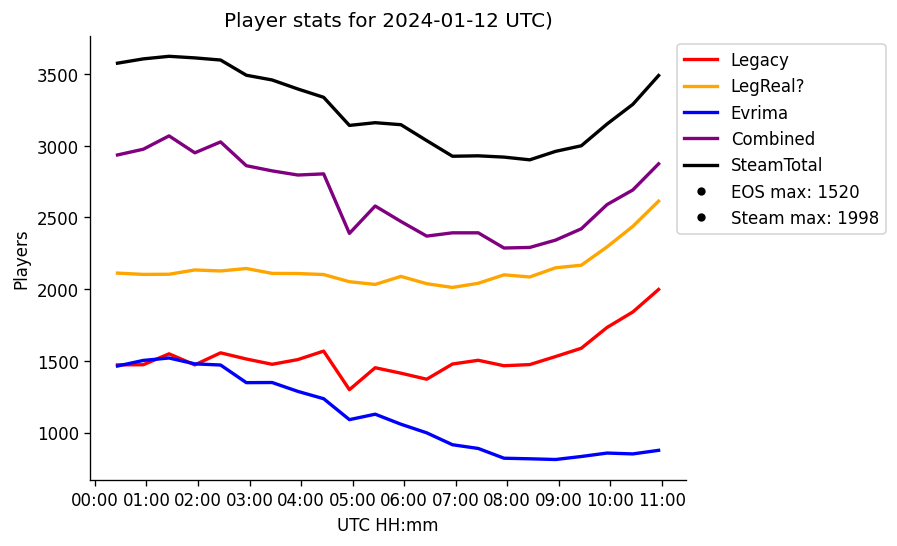 Player stats for 2024-01-12 UTC)
Legacy
LegReal?
Evrima
Combined
SteamTotal
EOS max: 1520
Steam max: 1998
Players
3500
3000
2500
2000
1500
1000
00:00 01:00 02:00 03:00 04:00 05:00 06:00 07:00 08:00 09:00 10:00 11:00
UTC HH:mm